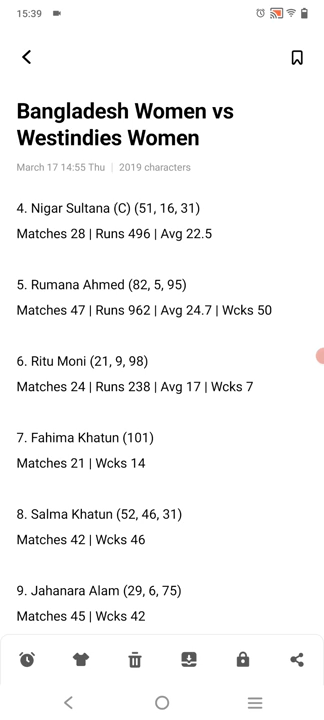 15:39
Bangladesh Women vs
Westindies Women
March 17 14:55 Thu | 2019 characters
4. Nigar Sultana (C) (51, 16, 31)
Matches 28 | Runs 496 | Avg 22.5
5. Rumana Ahmed (82, 5, 95)
Matches 47 | Runs 962 | Avg 24.7 | Wcks 50
6. Ritu Moni (21, 9, 98)
Matches 24 | Runs 238 | Avg 17 | Wcks 7
7. Fahima Khatun (101)
Matches 21 | Wcks 14
8. Salma Khatun (52, 46, 31)
Matches 42 | Wcks 46
9. Jahanara Alam (29, 6, 75)
Matches 45 | Wcks 42